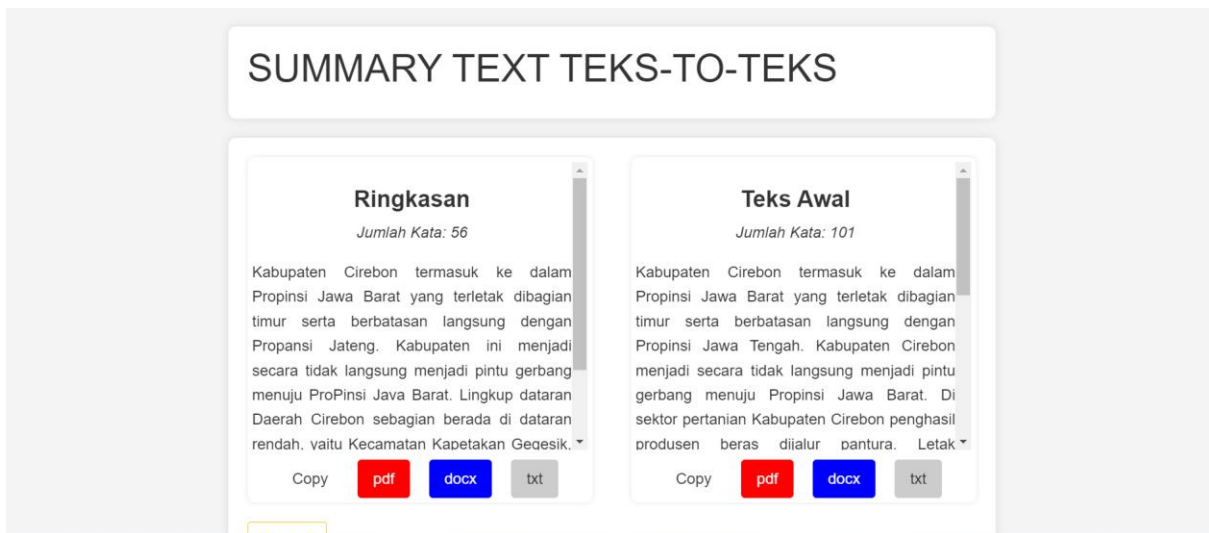 SUMMARY TEXT TEKS-TO-TEKS
Ringkasan
Jumlah Kata: 56
Kabupaten Cirebon termasuk ke dalam
Propinsi Jawa Barat yang terletak dibagian
timur serta berbatasan langsung dengan
Propansi Jateng. Kabupaten ini menjadi
secara tidak langsung menjadi pintu gerbang
menuju ProPinsi Java Barat. Lingkup dataran
Daerah Cirebon sebagian berada di dataran
rendah, yaitu Kecamatan Kapetakan Gegesik,
Copy pdf docx txt
Teks Awal
Jumlah Kata: 101
Kabupaten Cirebon termasuk ke dalam
Propinsi Jawa Barat yang terletak dibagian
timur serta berbatasan langsung dengan
Propinsi Jawa Tengah. Kabupaten Cirebon
menjadi secara tidak langsung menjadi pintu
gerbang menuju Propinsi Jawa Barat. Di
sektor pertanian Kabupaten Cirebon penghasil
produsen beras dijalur pantura. Letak
Copy pdf docx txt